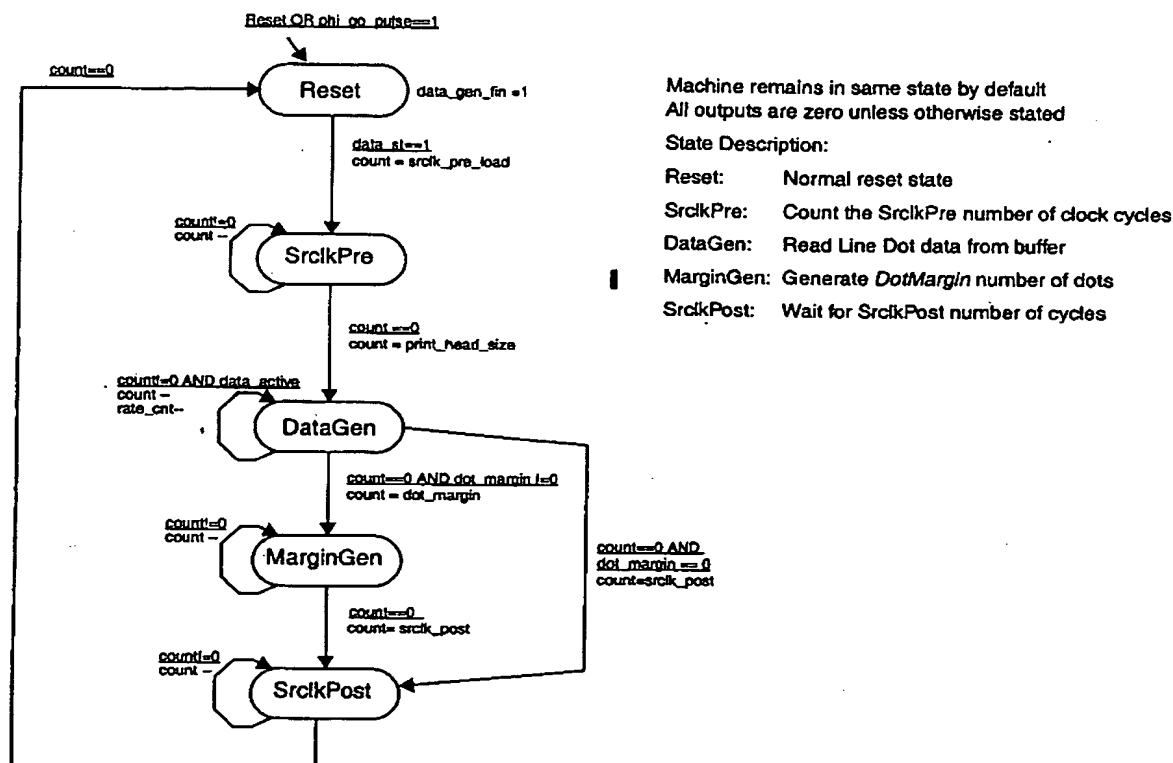 Reset OR phi_go_pulse==1
count==0
Reset
data_gen_fin =1
data_st==1
count = srclk_pre_load
count!=0
count --
SrclkPre
count ==0
count = print_head_size
count!=0 AND data_active
count --
rate_cnt--
DataGen
count==0 AND dot_margin !=0
count = dot_margin
count!=0
count --
MarginGen
count==0 AND
dot_margin == 0
count=srclk_post
count==0
count= srclk_post
count!=0
count --
SrclkPost
Machine remains in same state by default
All outputs are zero unless otherwise stated
State Description:
Reset: Normal reset state
SrclkPre: Count the SrclkPre number of clock cycles
DataGen: Read Line Dot data from buffer
MarginGen: Generate DotMargin number of dots
SrclkPost: Wait for SrclkPost number of cycles